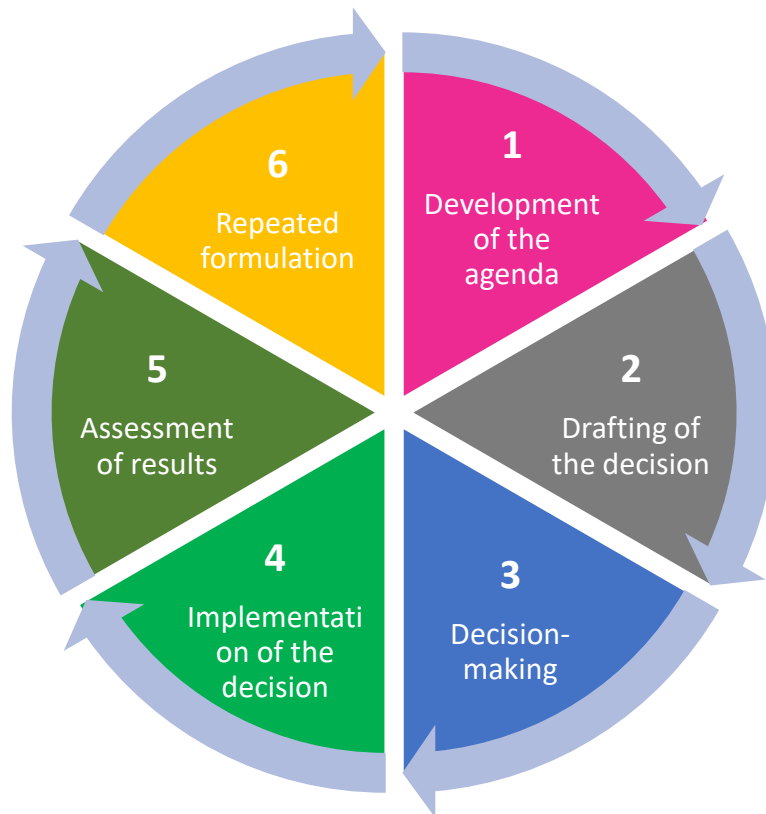 1
Development
of the
agenda
2
Drafting of
the decision
3
Decision-
making
4
Implementati
on of the
decision
5
Assessment
of results
6
Repeated
formulation